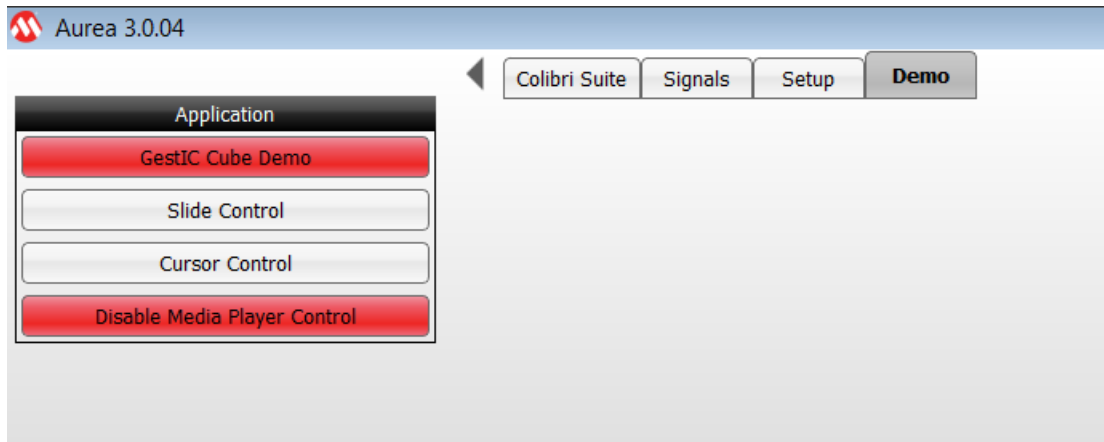 Aurea 3.0.04
Colibri Suite Signals Setup Demo
Application
GestIC Cube Demo
Slide Control
Cursor Control
Disable Media Player Control